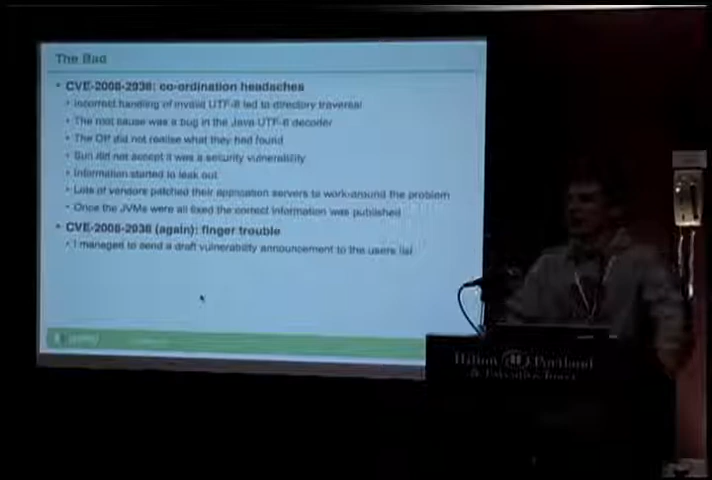 The Bad
• CVE-2008-2938: co-ordination headaches
• Incorrect handling of invalid UTF-8 led to directory traversal
• The root cause was a bug in the Java UTF-8 decoder
• The OP did not realise what they had found
• Sun did not accept it was a security vulnerability
• Information started to leak out
• Lots of vendors patched their application servers to work-around the problem
• Once the JVMs were all fixed the correct information was published
• CVE-2008-2938 (again): finger trouble
• I managed to send a draft vulnerability announcement to the users list
Hilton Portland
& Executive Tower